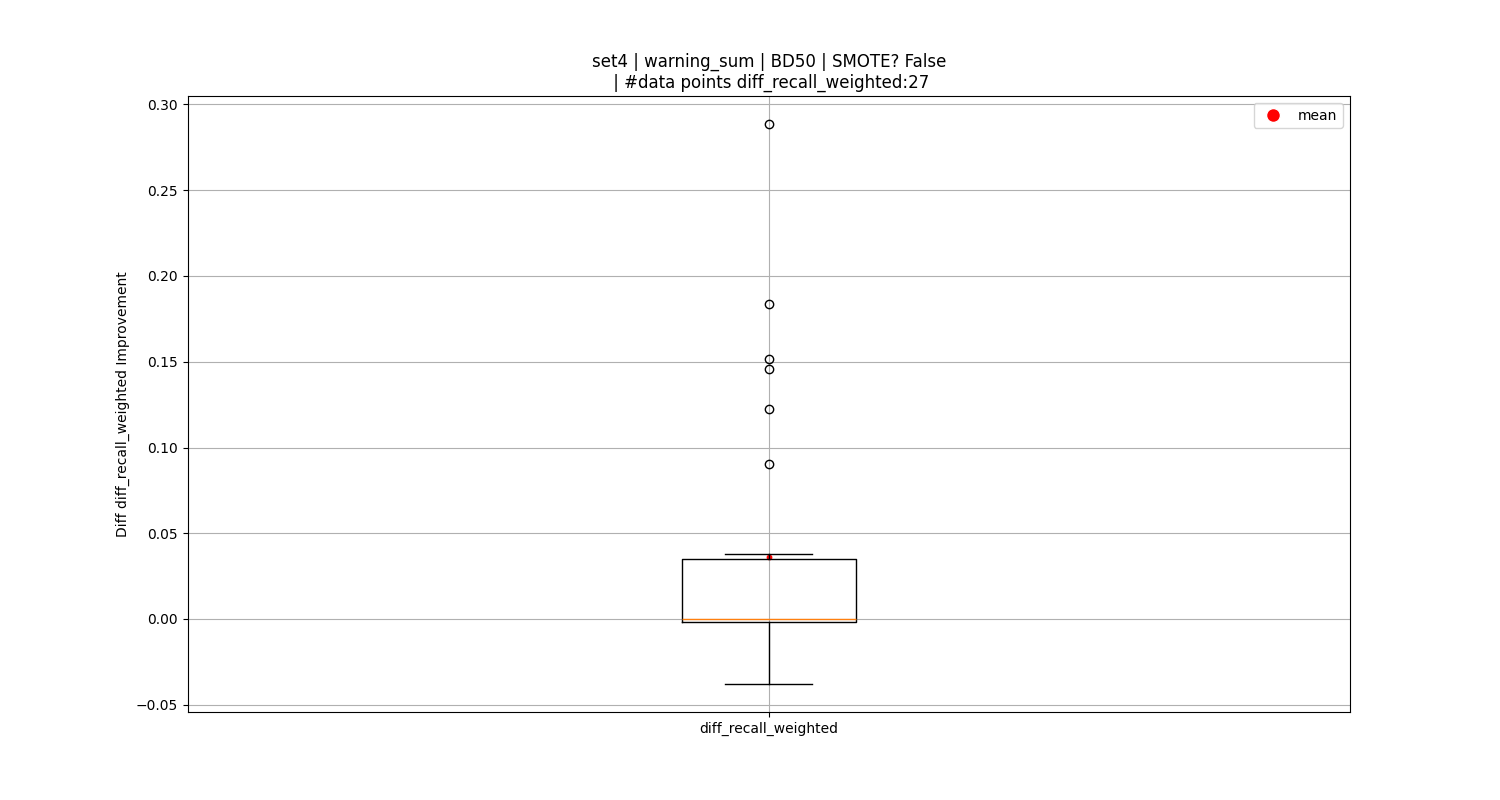 set4 | warning_sum | BD50 | SMOTE? False
| #data points diff_recall_weighted:27
mean
0.30
0.25
0.20
0.15
0.10
0.05
0.00
−0.05
Diff diff_recall_weighted Improvement
diff_recall_weighted